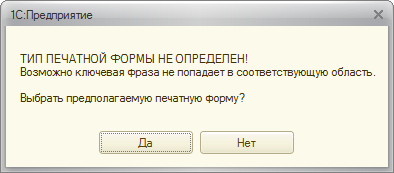 1С:Предприятие
ТИП ПЕЧАТНОЙ ФОРМЫ НЕ ОПРЕДЕЛЕН!
Возможно ключевая фраза не попадает в соответствующую область.
Выбрать предполагаемую печатную форму?
Да
Нет